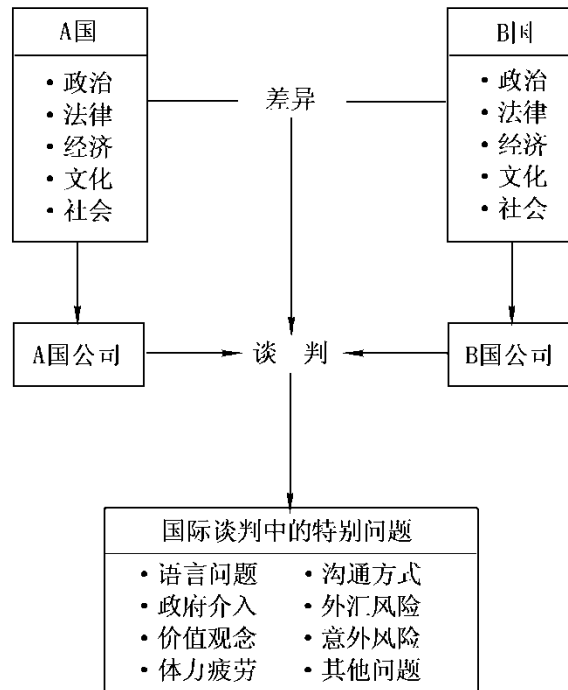 A国
• 政治
• 法律
• 经济
• 文化
• 社会
差异
B国
• 政治
• 法律
• 经济
• 文化
• 社会
A国公司
谈 判
B国公司
国际谈判中的特别问题
• 语言问题
• 政府介入
• 价值观念
• 体力疲劳
• 沟通方式
• 外汇风险
• 意外风险
• 其他问题